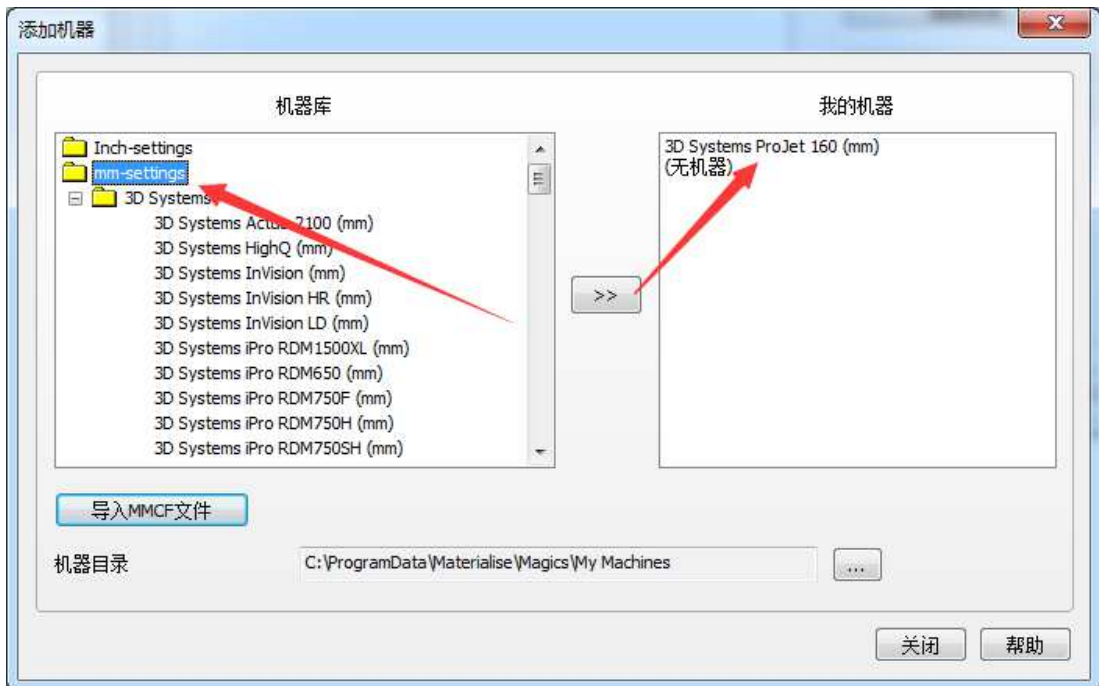 添加机器
机器库
Inch-settings
mm-settings
3D Systems
3D Systems Actua 2100 (mm)
3D Systems HighQ (mm)
3D Systems InVision (mm)
3D Systems InVision HR (mm)
3D Systems InVision LD (mm)
3D Systems iPro RDM1500XL (mm)
3D Systems iPro RDM650 (mm)
3D Systems iPro RDM750F (mm)
3D Systems iPro RDM750H (mm)
3D Systems iPro RDM750SH (mm)
>>
我的机器
3D Systems ProJet 160 (mm)
(无机器)
导入MMCF文件
机器目录
C:\ProgramData\Materialise\Magics\My Machines
...
关闭
帮助